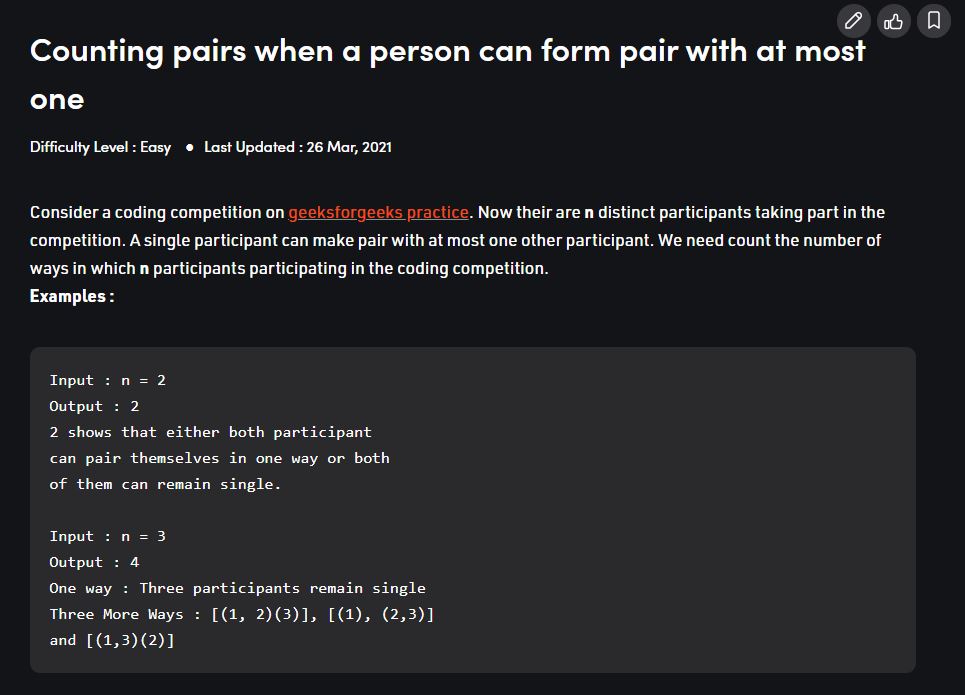 Counting pairs when a person can form pair with at most
one
Difficulty Level : Easy ● Last Updated : 26 Mar, 2021
Consider a coding competition on geeksforgeeks practice. Now their are n distinct participants taking part in the
competition. A single participant can make pair with at most one other participant. We need count the number of
ways in which n participants participating in the coding competition.
Examples :
Input : n = 2
Output : 2
2 shows that either both participant
can pair themselves in one way or both
of them can remain single.
Input : n = 3
Output : 4
One way : Three participants remain single
Three More Ways : [(1, 2)(3)], [(1), (2,3)]
and [(1,3)(2)]